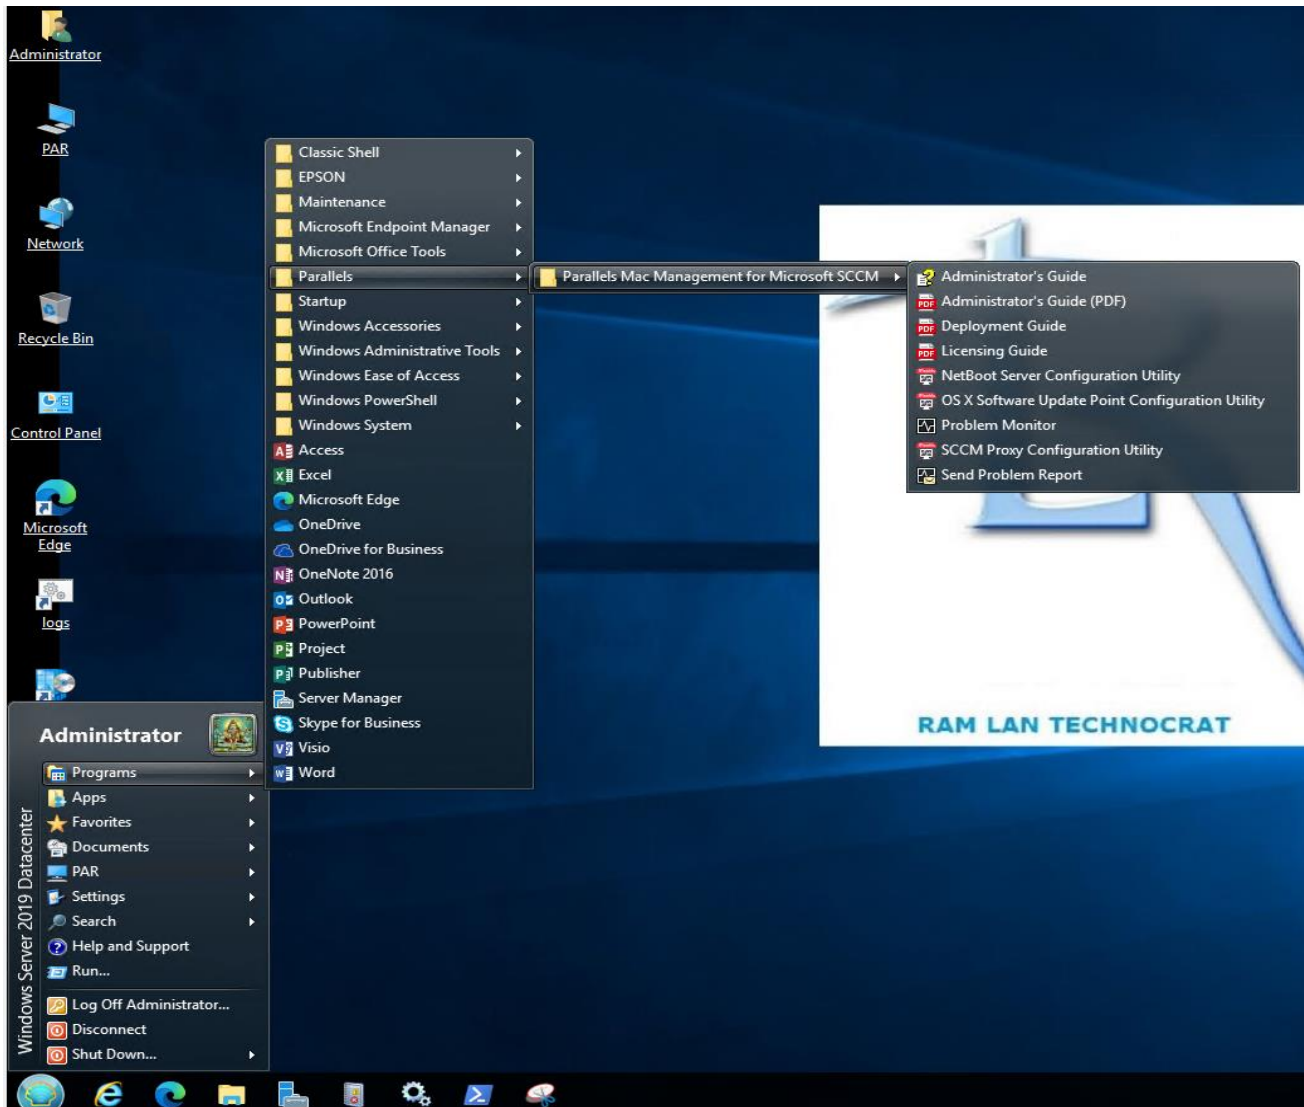 Administrator
PAR
Network
Recycle Bin
Control Panel
Microsoft
Edge
logs
Administrator
Windows Server 2019 Datacenter
Programs
Apps
Favorites
Documents
PAR
Settings
Search
Help and Support
Run...
Log Off Administrator...
Disconnect
Shut Down...
Classic Shell
EPSON
Maintenance
Microsoft Endpoint Manager
Microsoft Office Tools
Parallels
Startup
Windows Accessories
Windows Administrative Tools
Windows Ease of Access
Windows PowerShell
Windows System
Access
Excel
Microsoft Edge
OneDrive
OneDrive for Business
OneNote 2016
Outlook
PowerPoint
Project
Publisher
Server Manager
Skype for Business
Visio
Word
Parallels Mac Management for Microsoft SCCM
Administrator's Guide
Administrator's Guide (PDF)
Deployment Guide
Licensing Guide
NetBoot Server Configuration Utility
OS X Software Update Point Configuration Utility
Problem Monitor
SCCM Proxy Configuration Utility
Send Problem Report
RAM LAN TECHNOCRAT